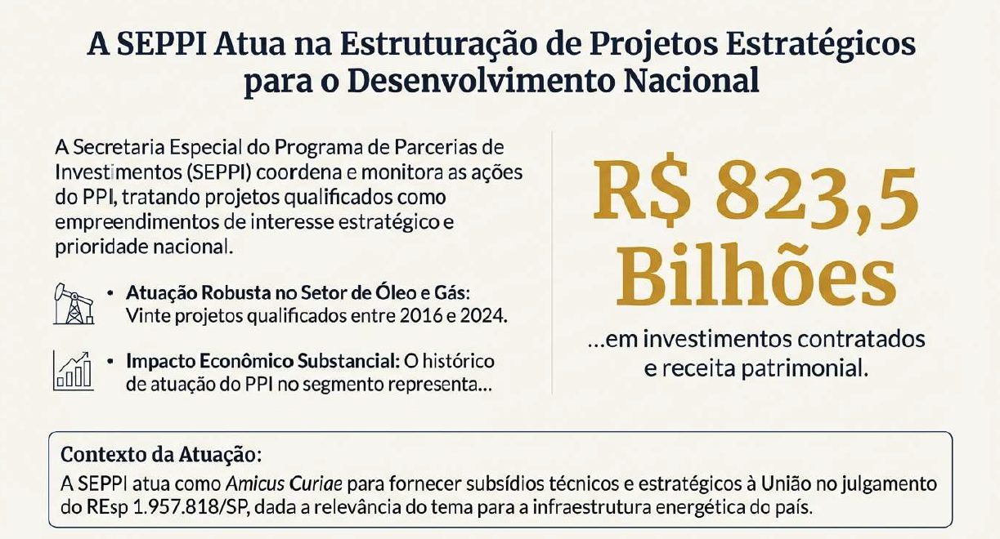 A SEPPI Atua na Estruturação de Projetos Estratégicos
para o Desenvolvimento Nacional
A Secretaria Especial do Programa de Parcerias de
Investimentos (SEPPI) coordena e monitora as ações
do PPI, tratando projetos qualificados como
empreendimentos de interesse estratégico e
prioridade nacional.
• Atuação Robusta no Setor de Óleo e Gás:
Vinte projetos qualificados entre 2016 e 2024.
• Impacto Econômico Substancial: O histórico
de atuação do PPI no segmento representa...
R$ 823,5
Bilhões
...em investimentos contratados
e receita patrimonial.
Contexto da Atuação:
A SEPPI atua como Amicus Curiae para fornecer subsídios técnicos e estratégicos à União no julgamento
do REsp 1.957.818/SP, dada a relevância do tema para a infraestrutura energética do país.